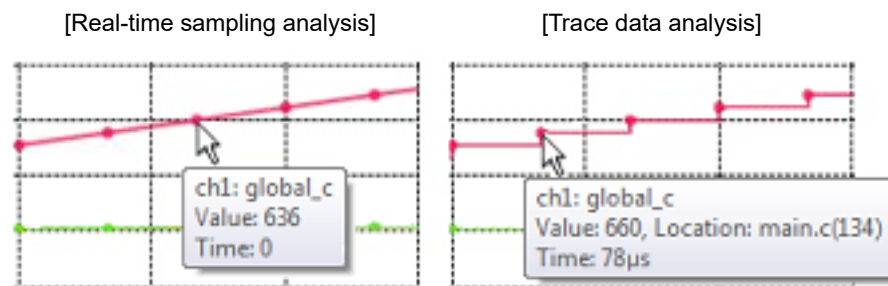 [Real-time sampling analysis]
[Trace data analysis]
ch1: global_c
Value: 636
Time: 0
ch1: global_c
Value: 660, Location: main.c(134)
Time: 78µs